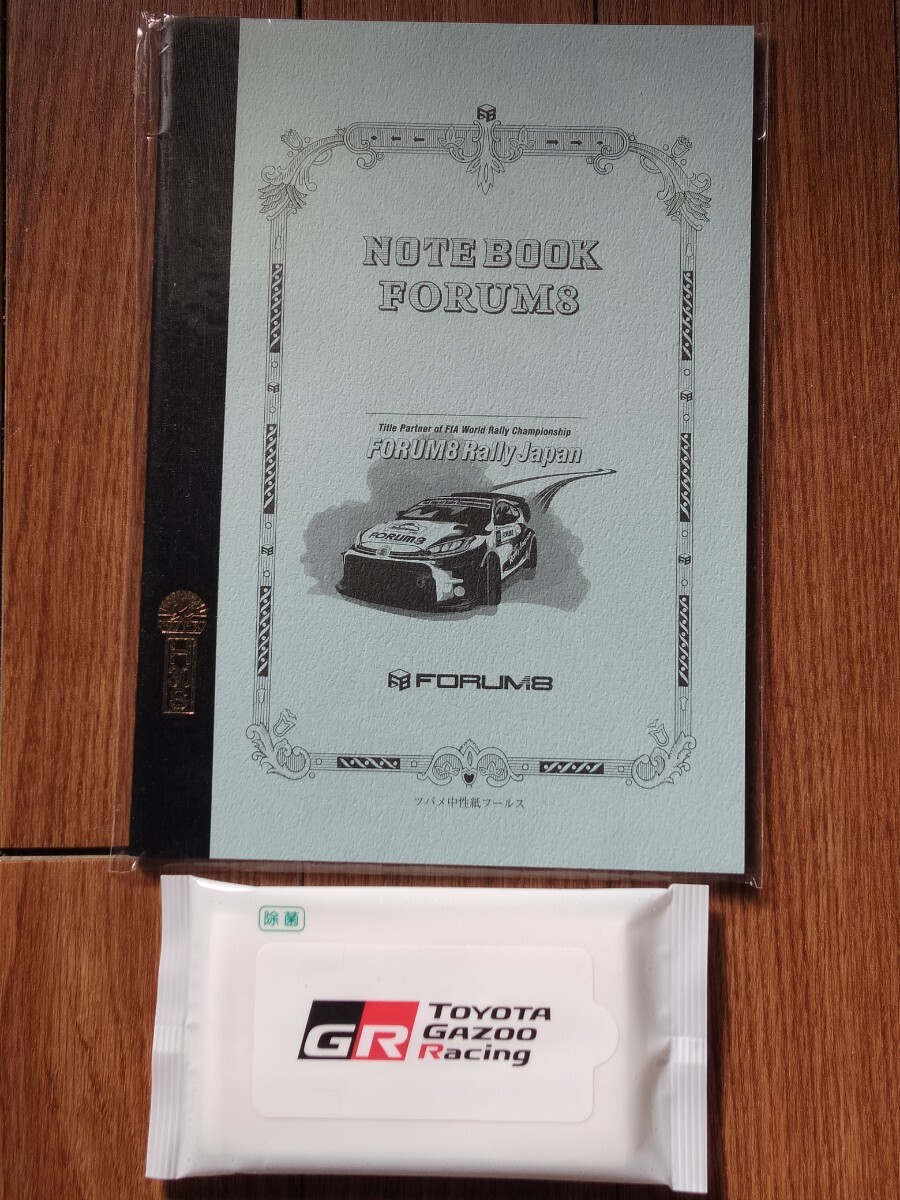 NOTE BOOK
FORUM8
Title Partner of FIA World Rally Championship
FORUM8 Rally Japan
FORUM8
FORUM8
ツバメ中性紙フールス
除菌
GR TOYOTA
GAZOO
Racing